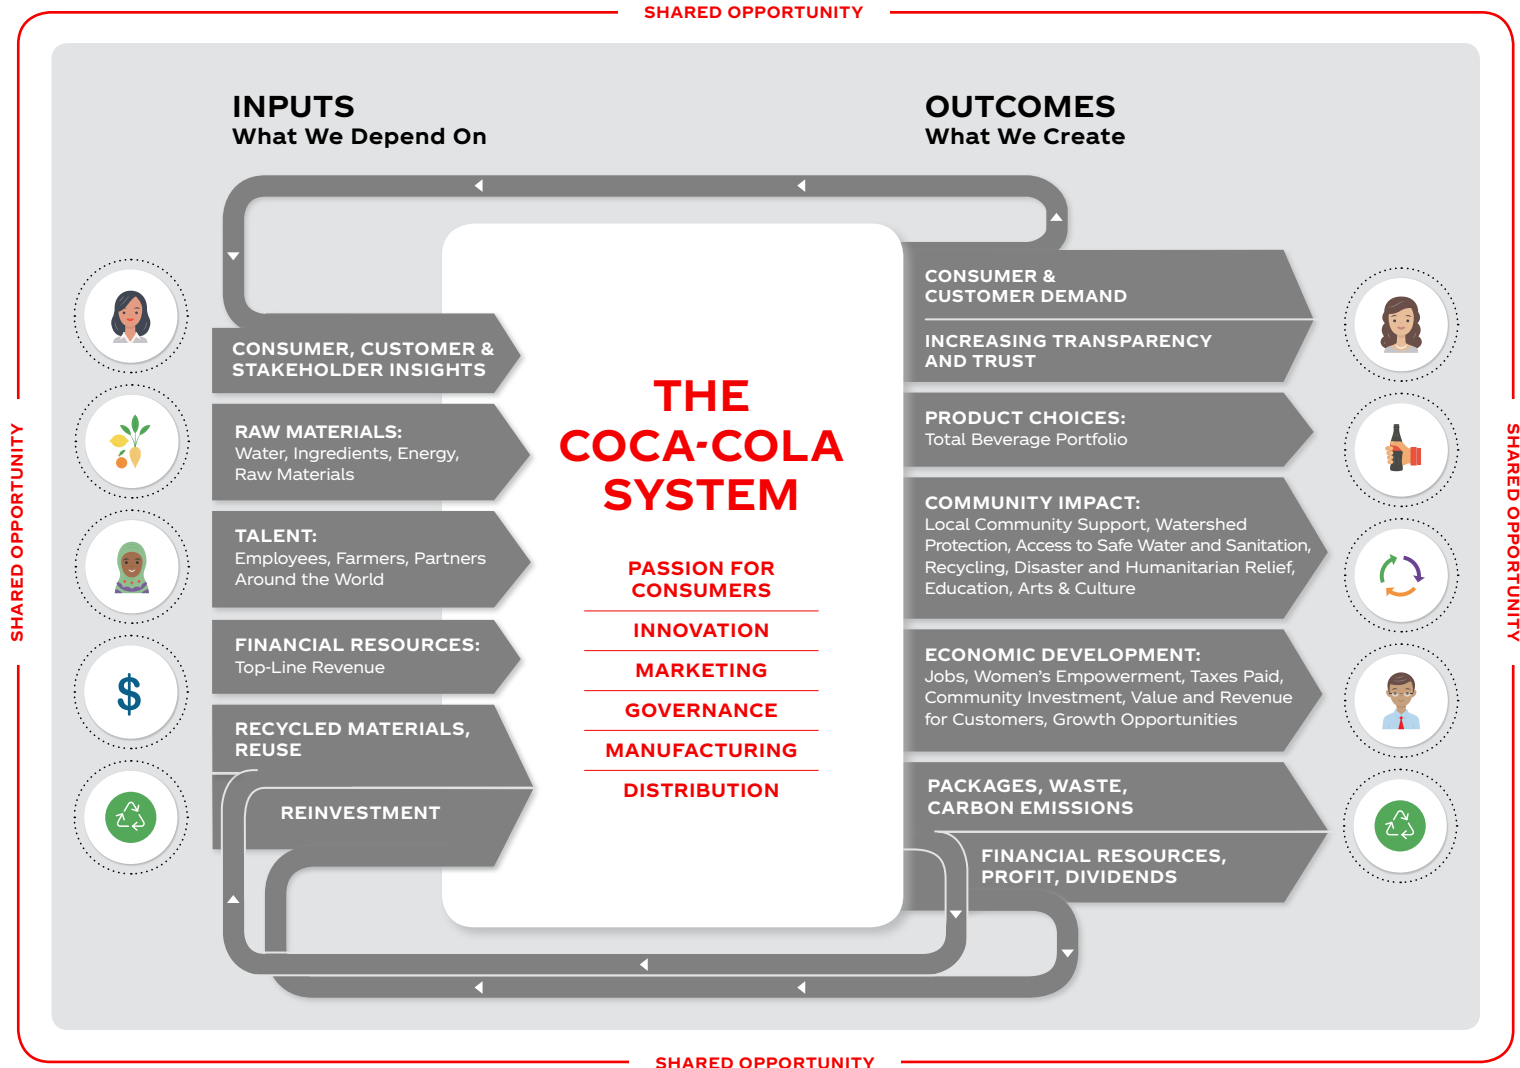 SHARED OPPORTUNITY
INPUTS
What We Depend On
OUTCOMES
What We Create
CONSUMER, CUSTOMER &
STAKEHOLDER INSIGHTS
RAW MATERIALS:
Water, Ingredients, Energy,
Raw Materials
TALENT:
Employees, Farmers, Partners
Around the World
FINANCIAL RESOURCES:
Top-Line Revenue
RECYCLED MATERIALS,
REUSE
REINVESTMENT
THE
COCA-COLA
SYSTEM
PASSION FOR
CONSUMERS
INNOVATION
MARKETING
GOVERNANCE
MANUFACTURING
DISTRIBUTION
CONSUMER &
CUSTOMER DEMAND
INCREASING TRANSPARENCY
AND TRUST
PRODUCT CHOICES:
Total Beverage Portfolio
COMMUNITY IMPACT:
Local Community Support, Watershed
Protection, Access to Safe Water and Sanitation,
Recycling, Disaster and Humanitarian Relief,
Education, Arts & Culture
ECONOMIC DEVELOPMENT:
Jobs, Women's Empowerment, Taxes Paid,
Community Investment, Value and Revenue
for Customers, Growth Opportunities
PACKAGES, WASTE,
CARBON EMISSIONS
FINANCIAL RESOURCES,
PROFIT, DIVIDENDS
$
SHARED OPPORTUNITY
SHARED OPPORTUNITY
SHARED OPPORTUNITY